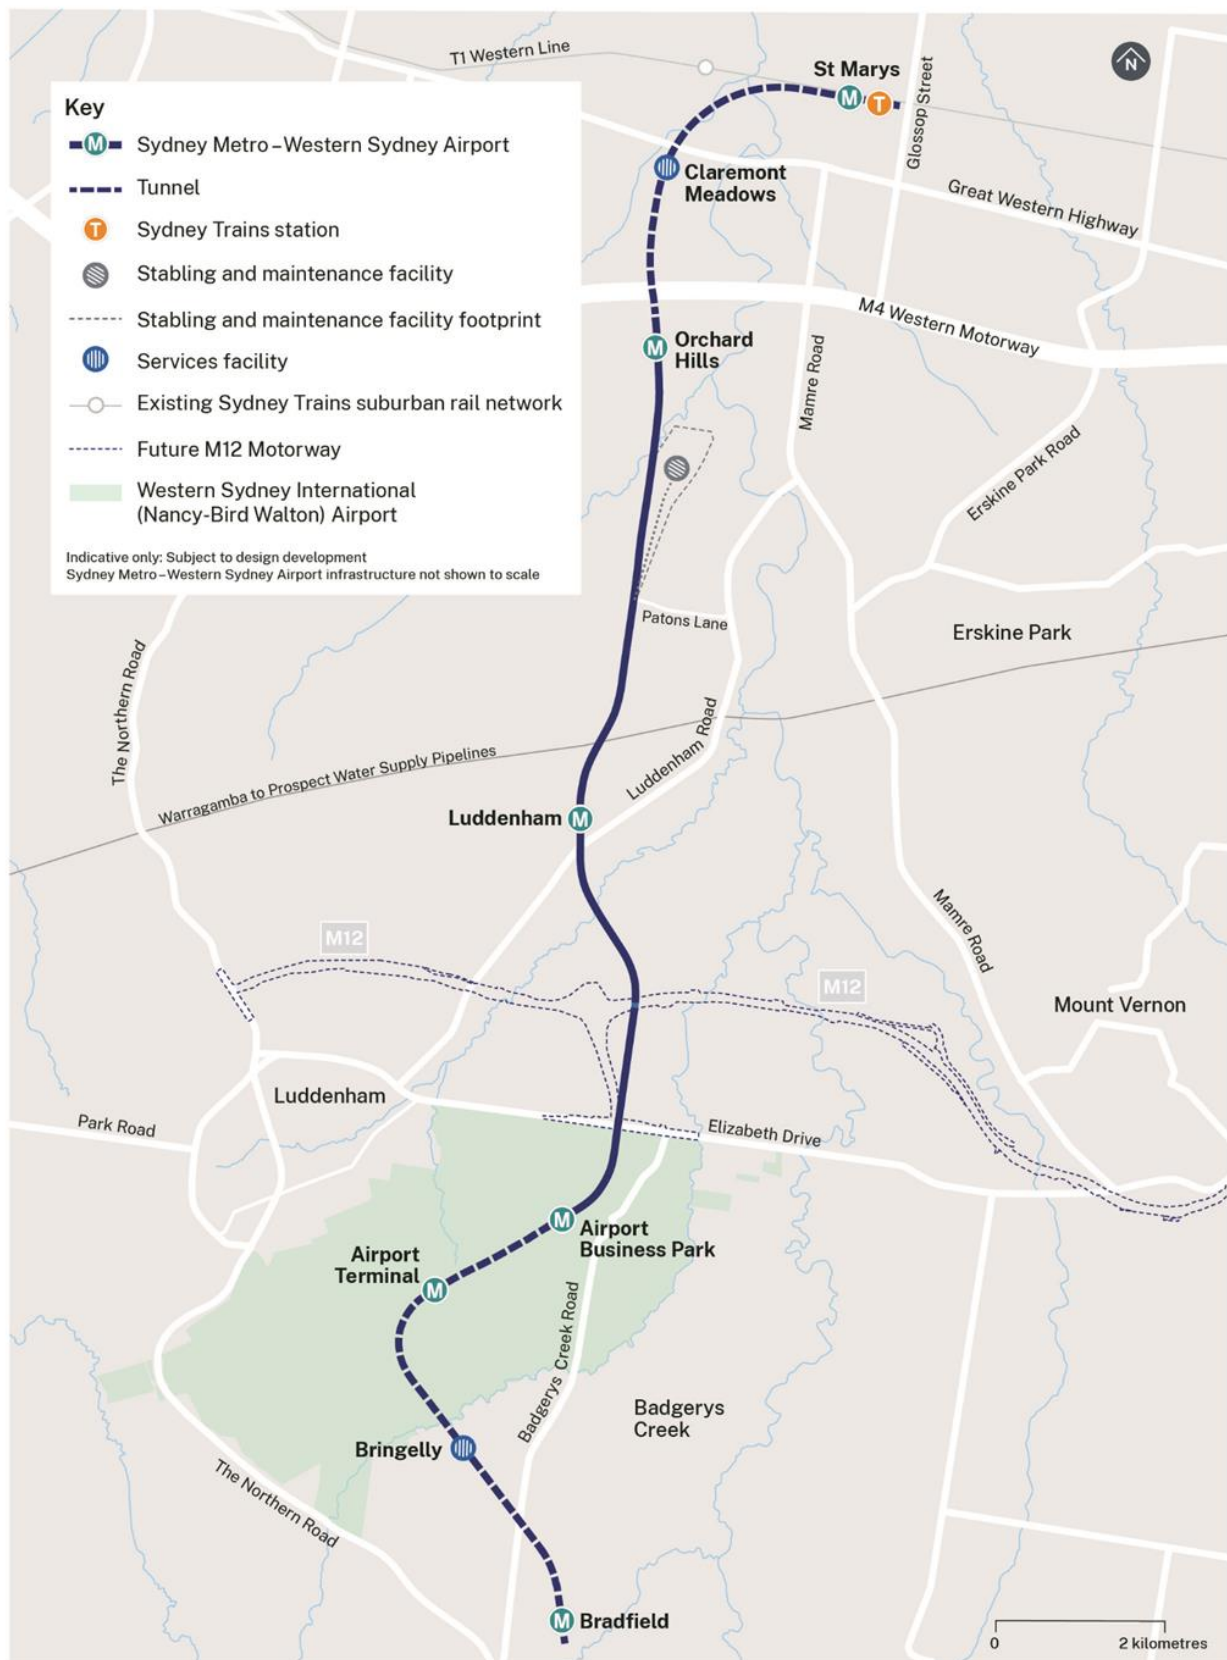 T1 Western Line
St Marys
M
T
Glossop Street
N
Key
M
Sydney Metro – Western Sydney Airport
Tunnel
T
Sydney Trains station
Stabling and maintenance facility
Stabling and maintenance facility footprint
Services facility
Existing Sydney Trains suburban rail network
Future M12 Motorway
Western Sydney International
(Nancy-Bird Walton) Airport
Indicative only: Subject to design development
Sydney Metro – Western Sydney Airport infrastructure not shown to scale
Claremont
Meadows
Great Western Highway
M4 Western Motorway
M
Orchard
Hills
Mamre Road
Erskine Park Road
Patons Lane
Erskine Park
The Northern Road
Luddenham Road
Warragamba to Prospect Water Supply Pipelines
Luddenham
M
Mamre Road
M12
M12
Mount Vernon
Luddenham
Park Road
Elizabeth Drive
M
Airport
Business Park
Airport
Terminal
M
Badgerys Creek Road
Badgerys
Creek
Bringelly
The Northern Road
M
Bradfield
0
2 kilometres